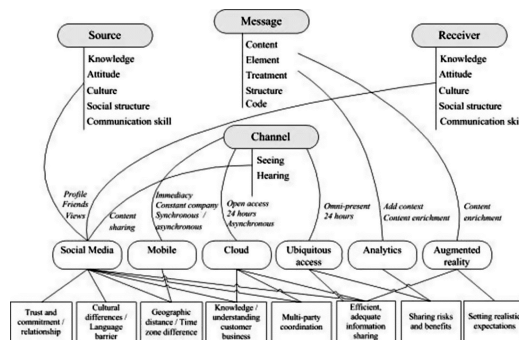 Source
Knowledge
Attitude
Culture
Social structure
Communication skill
Message
Content
Element
Treatment
Structure
Code
Receiver
Knowledge
Attitude
Culture
Social structure
Communication skill
Channel
Seeing
Hearing
Profile
Friends
Views
Content
sharing
Immediacy
Constant company
Synchronous /
asynchronous
Open access
24 hours
Asynchronous
Omni-present
24 hours
Add context
Content enrichment
Content
enrichment
Social Media
Mobile
Cloud
Ubiquitous
access
Analytics
Augmented
reality
Trust and
commitment /
relationship
Cultural differences /
Language
barrier
Geographic
distance / Time
zone difference
Knowledge /
understanding
customer
business
Multi-party
coordination
Efficient,
adequate
information
sharing
Sharing risks
and benefits
Setting realistic
expectations